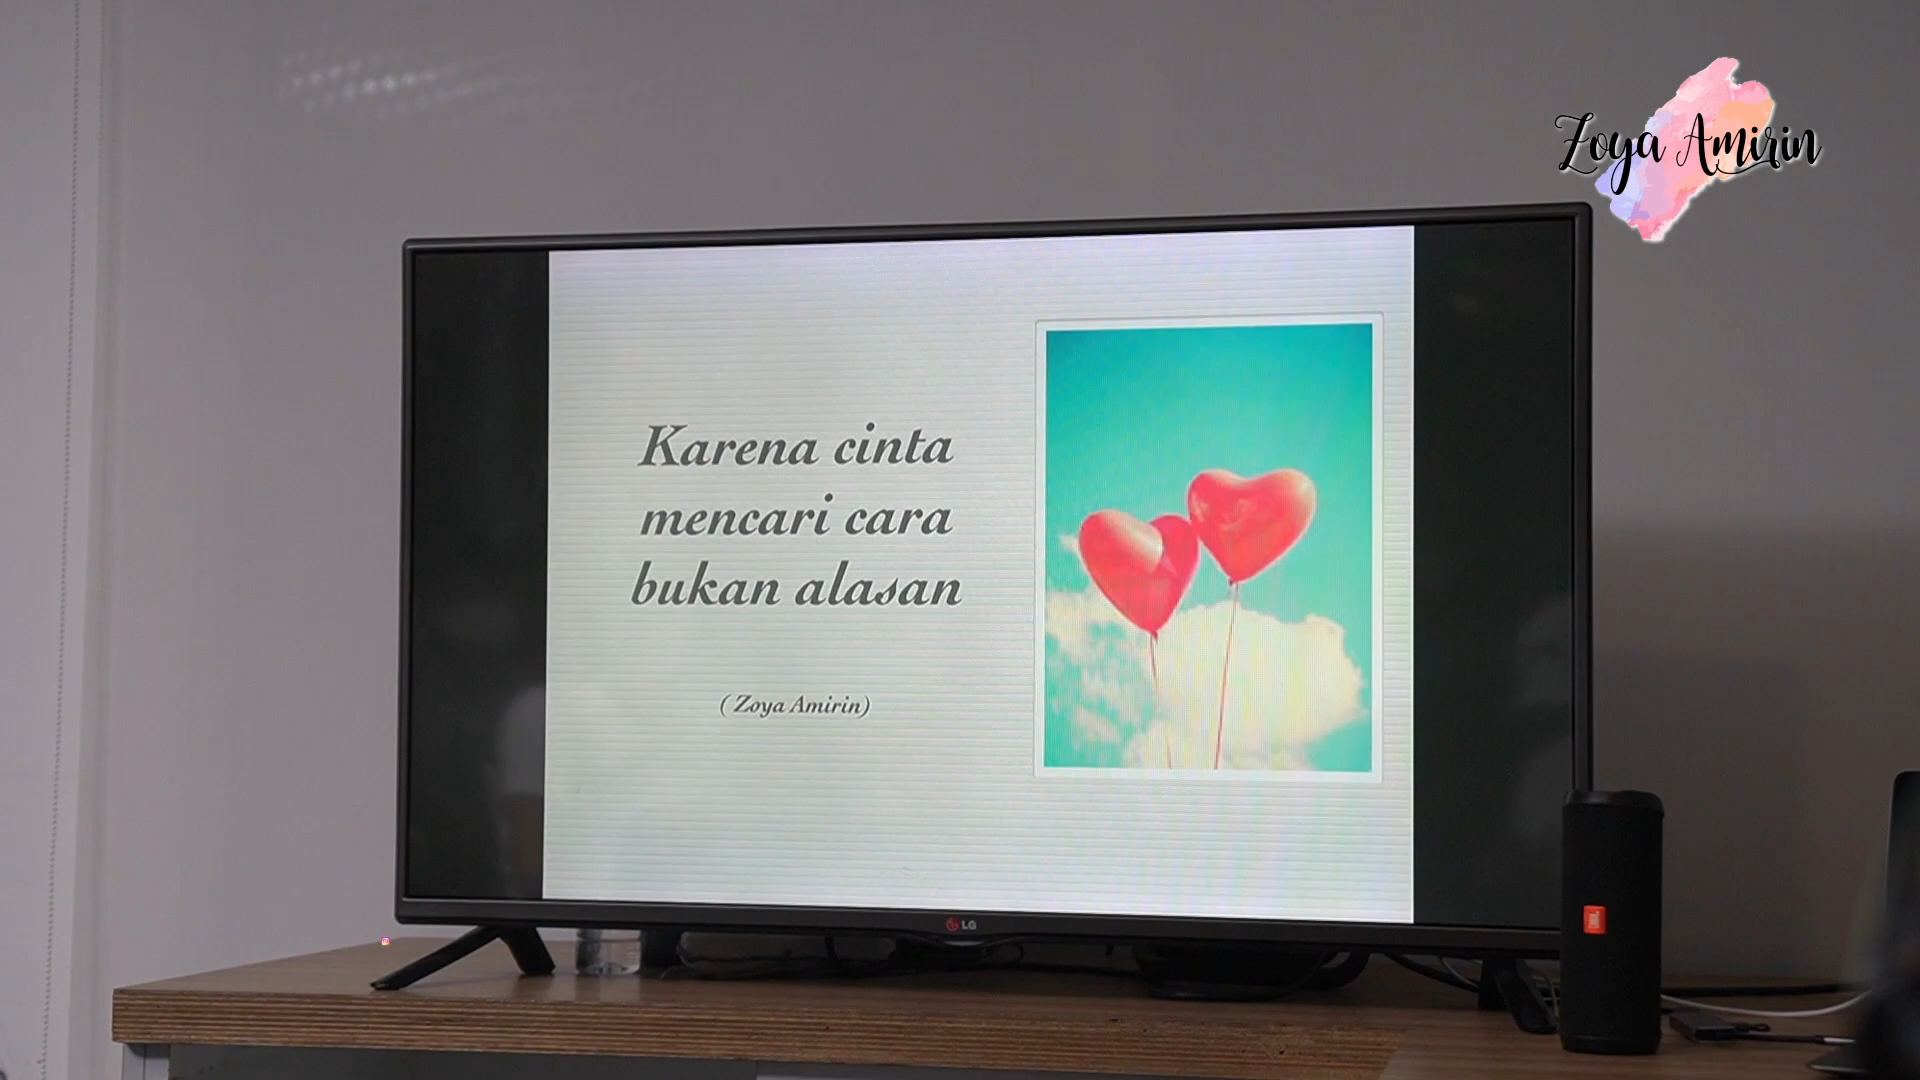 Zoya Amirin
Karena cinta
mencari cara
bukan alasan
( Zoya Amirin)
LG